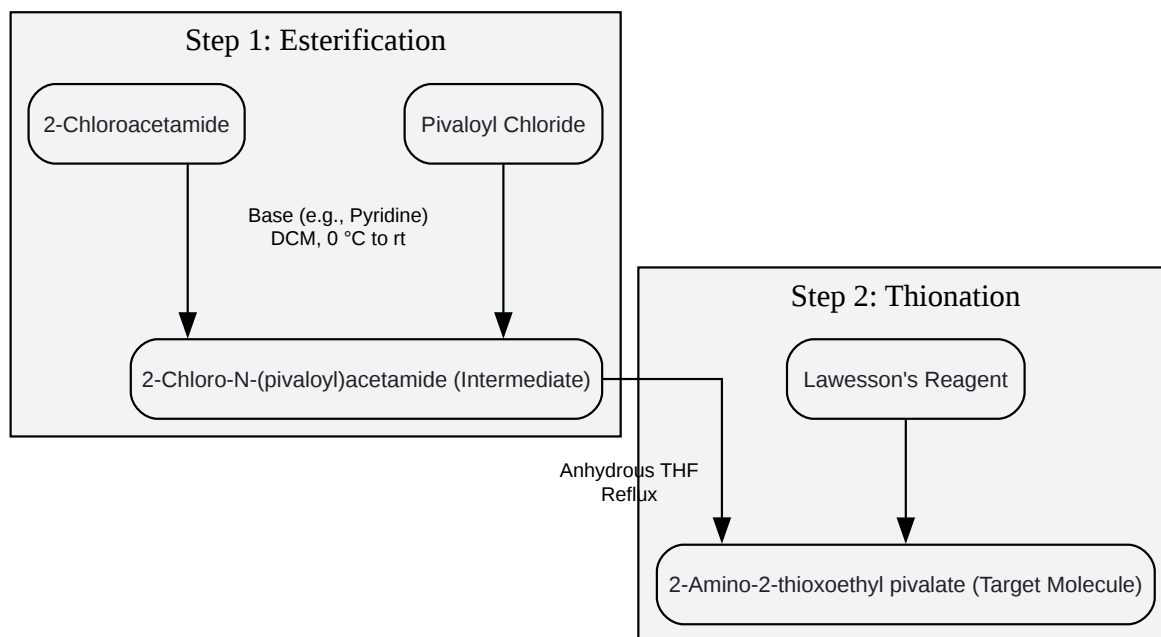 Step 1: Esterification
2-Chloroacetamide
Pivaloyl Chloride
Base (e.g., Pyridine)
DCM, 0 °C to rt
2-Chloro-N-(pivaloyl)acetamide (Intermediate)
Step 2: Thionation
Lawesson's Reagent
Anhydrous THF
Reflux
2-Amino-2-thioxoethyl pivalate (Target Molecule)